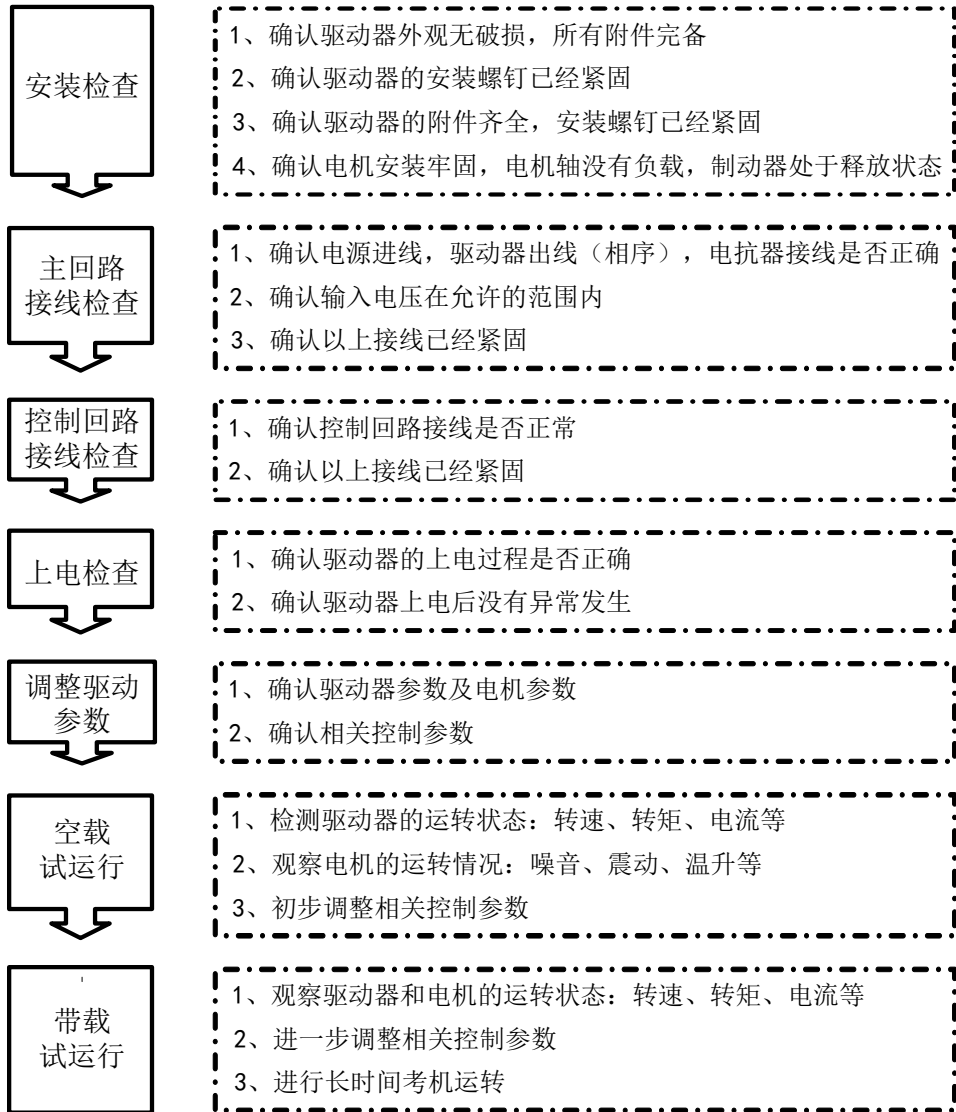 安装检查
1、确认驱动器外观无破损，所有附件完备
2、确认驱动器的安装螺钉已经紧固
3、确认驱动器的附件齐全，安装螺钉已经紧固
4、确认电机安装牢固，电机轴没有负载，制动器处于释放状态
主回路
接线检查
1、确认电源进线，驱动器出线（相序），电抗器接线是否正确
2、确认输入电压在允许的范围内
3、确认以上接线已经紧固
控制回路
接线检查
1、确认控制回路接线是否正常
2、确认以上接线已经紧固
上电检查
1、确认驱动器的上电过程是否正确
2、确认驱动器上电后没有异常发生
调整驱动
参数
1、确认驱动器参数及电机参数
2、确认相关控制参数
空载
试运行
1、检测驱动器的运转状态：转速、转矩、电流等
2、观察电机的运转情况：噪音、震动、温升等
3、初步调整相关控制参数
带载
试运行
1、观察驱动器和电机的运转状态：转速、转矩、电流等
2、进一步调整相关控制参数
3、进行长时间考机运转